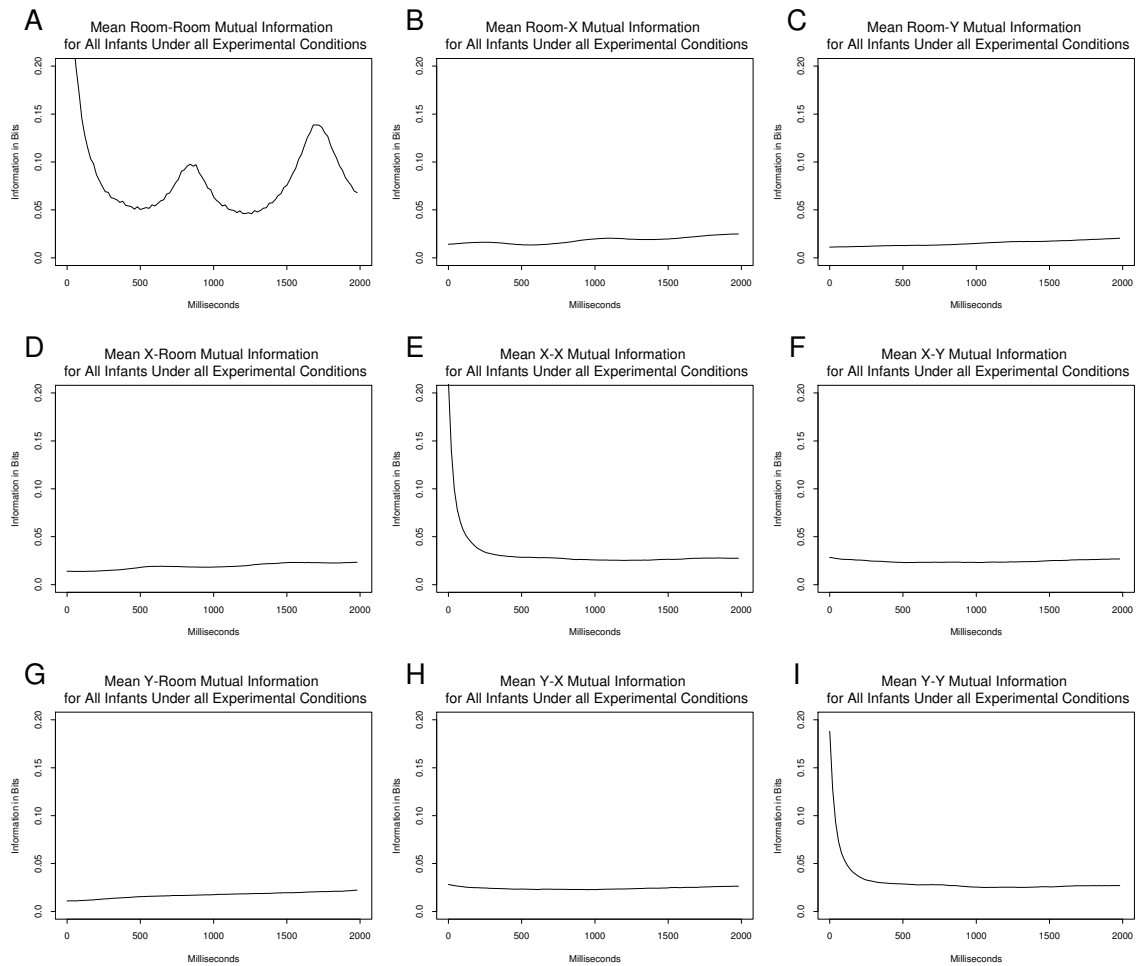 A
Mean Room-Room Mutual Information
for All Infants Under all Experimental Conditions
Information in Bits
0.20
0.15
0.10
0.05
0.0
0 500 1000 1500 2000
Milliseconds
B
Mean Room-X Mutual Information
for All Infants Under all Experimental Conditions
Information in Bits
0.20
0.15
0.10
0.05
0.0
0 500 1000 1500 2000
Milliseconds
C
Mean Room-Y Mutual Information
for All Infants Under all Experimental Conditions
Information in Bits
0.20
0.15
0.10
0.05
0.0
0 500 1000 1500 2000
Milliseconds
D
Mean X-Room Mutual Information
for All Infants Under all Experimental Conditions
Information in Bits
0.20
0.15
0.10
0.05
0.0
0 500 1000 1500 2000
Milliseconds
E
Mean X-X Mutual Information
for All Infants Under all Experimental Conditions
Information in Bits
0.20
0.15
0.10
0.05
0.0
0 500 1000 1500 2000
Milliseconds
F
Mean X-Y Mutual Information
for All Infants Under all Experimental Conditions
Information in Bits
0.20
0.15
0.10
0.05
0.0
0 500 1000 1500 2000
Milliseconds
G
Mean Y-Room Mutual Information
for All Infants Under all Experimental Conditions
Information in Bits
0.20
0.15
0.10
0.05
0.0
0 500 1000 1500 2000
Milliseconds
H
Mean Y-X Mutual Information
for All Infants Under all Experimental Conditions
Information in Bits
0.20
0.15
0.10
0.05
0.0
0 500 1000 1500 2000
Milliseconds
I
Mean Y-Y Mutual Information
for All Infants Under all Experimental Conditions
Information in Bits
0.20
0.15
0.10
0.05
0.0
0 500 1000 1500 2000
Milliseconds